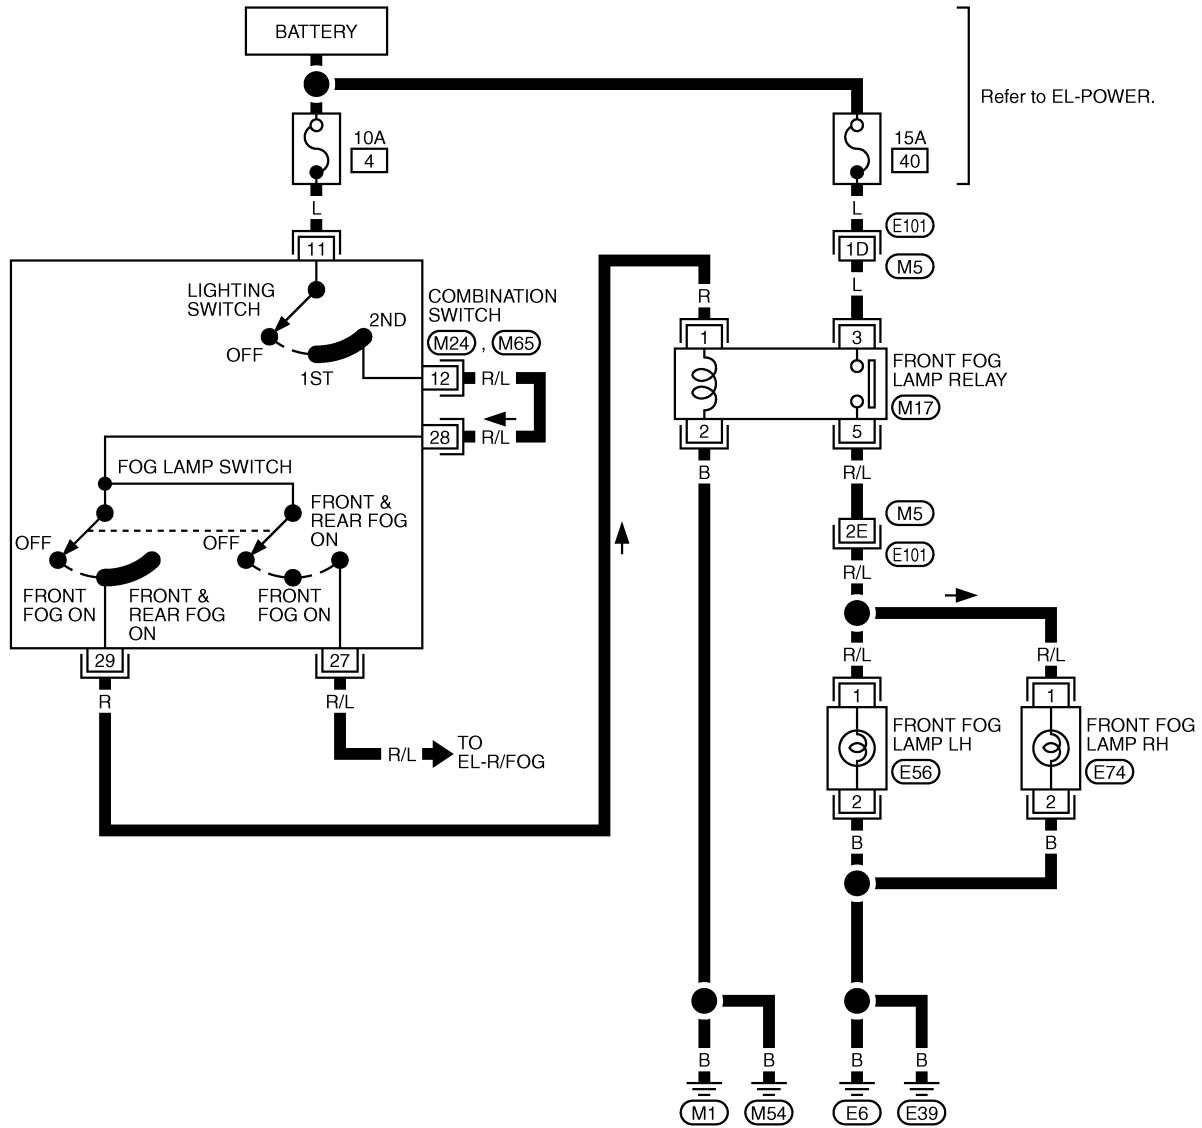 BATTERY
Refer to EL-POWER.
10A
4
15A
40
L
L
E101
11
1D
M5
LIGHTING
SWITCH
OFF
1ST
2ND
COMBINATION
SWITCH
M24 , M65
12
R/L
28
R/L
R
L
1
3
FRONT FOG
LAMP RELAY
M17
2
5
B
R/L
FOG LAMP SWITCH
OFF
OFF
FRONT &
REAR FOG
ON
FRONT
FOG ON
FRONT &
REAR FOG
ON
FRONT
FOG ON
M5
2E
E101
R/L
29
27
R
R/L
R/L
TO
EL-R/FOG
R/L
R/L
1
1
FRONT FOG
LAMP LH
E56
FRONT FOG
LAMP RH
E74
2
2
B
B
B
B
B
B
M1
M54
E6
E39